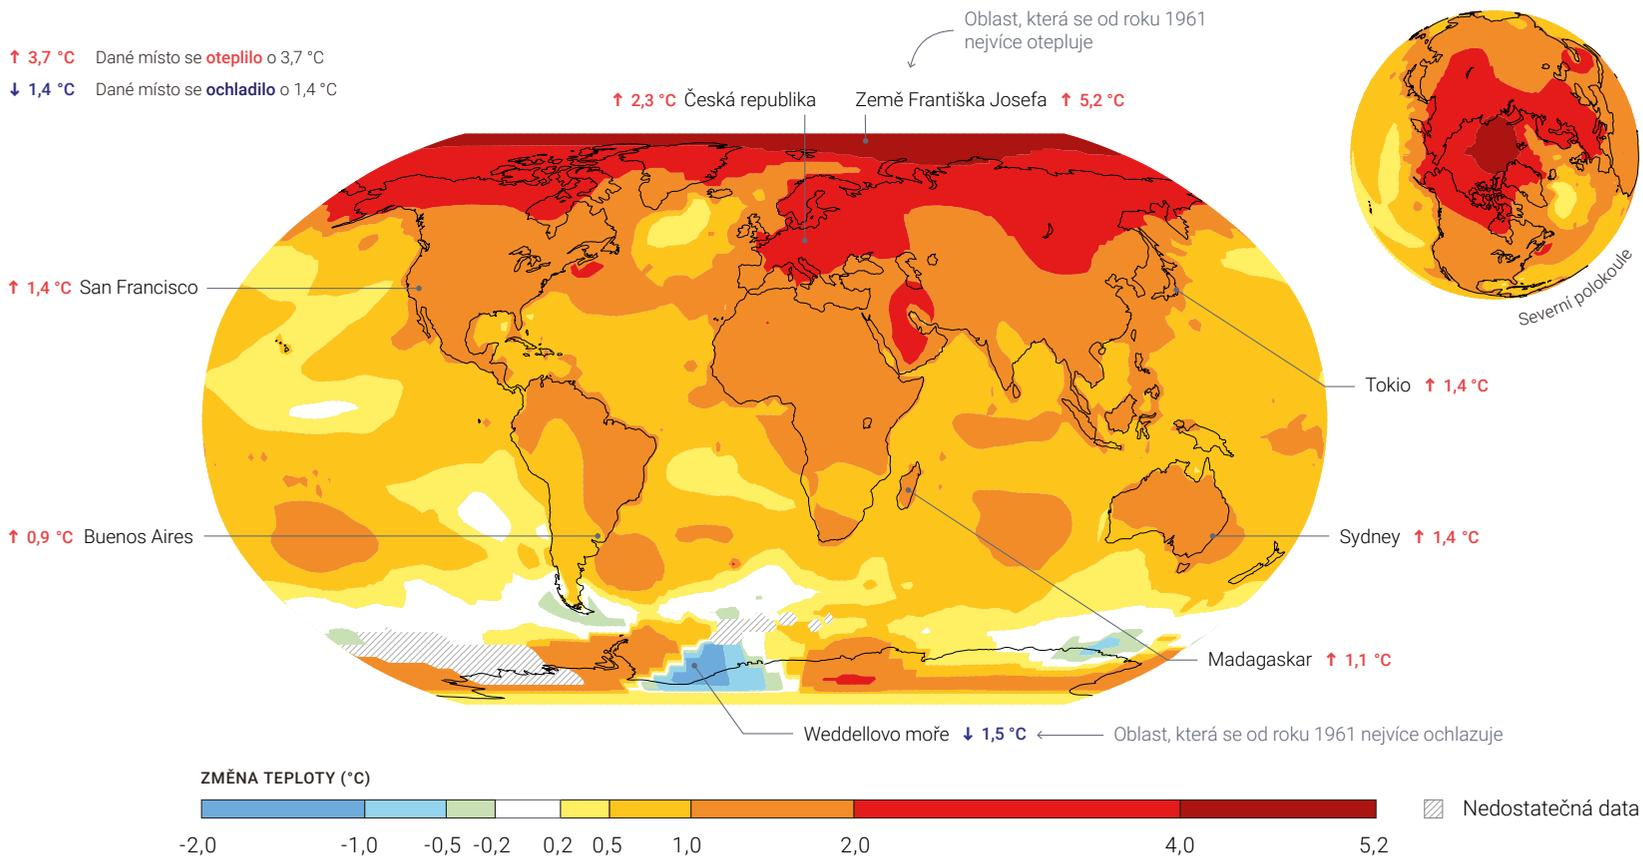 Oblast, která se od roku 1961
nejvíce otepluje
↑ 3,7 °C Dané místo se oteplilo o 3,7 °C
↓ 1,4 °C Dané místo se ochladilo o 1,4 °C
↑ 2,3 °C Česká republika
Země Františka Josefa ↑ 5,2 °C
Severní polokoule
↑ 1,4 °C San Francisco
Tokio ↑ 1,4 °C
↑ 0,9 °C Buenos Aires
Sydney ↑ 1,4 °C
Madagaskar ↑ 1,1 °C
Weddellovo moře ↓ 1,5 °C
Oblast, která se od roku 1961 nejvíce ochlazuje
ZMĚNA TEPLOTY (°C)
Nedostatečná data
-2,0 -1,0 -0,5 -0,2 0,2 0,5 1,0 2,0 4,0 5,2